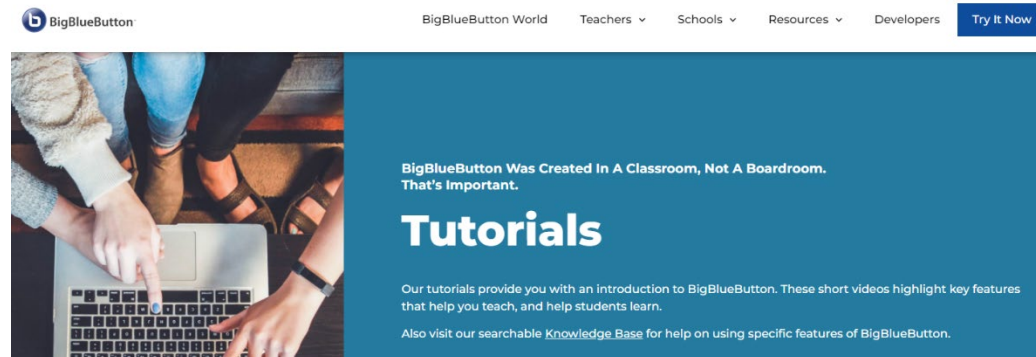 BigBlueButton
BigBlueButton World Teachers Schools Resources Developers Try It Now
BigBlueButton Was Created In A Classroom, Not A Boardroom.
That's Important.
Tutorials
Our tutorials provide you with an introduction to BigBlueButton. These short videos highlight key features
that help you teach, and help students learn.
Also visit our searchable Knowledge Base for help on using specific features of BigBlueButton.